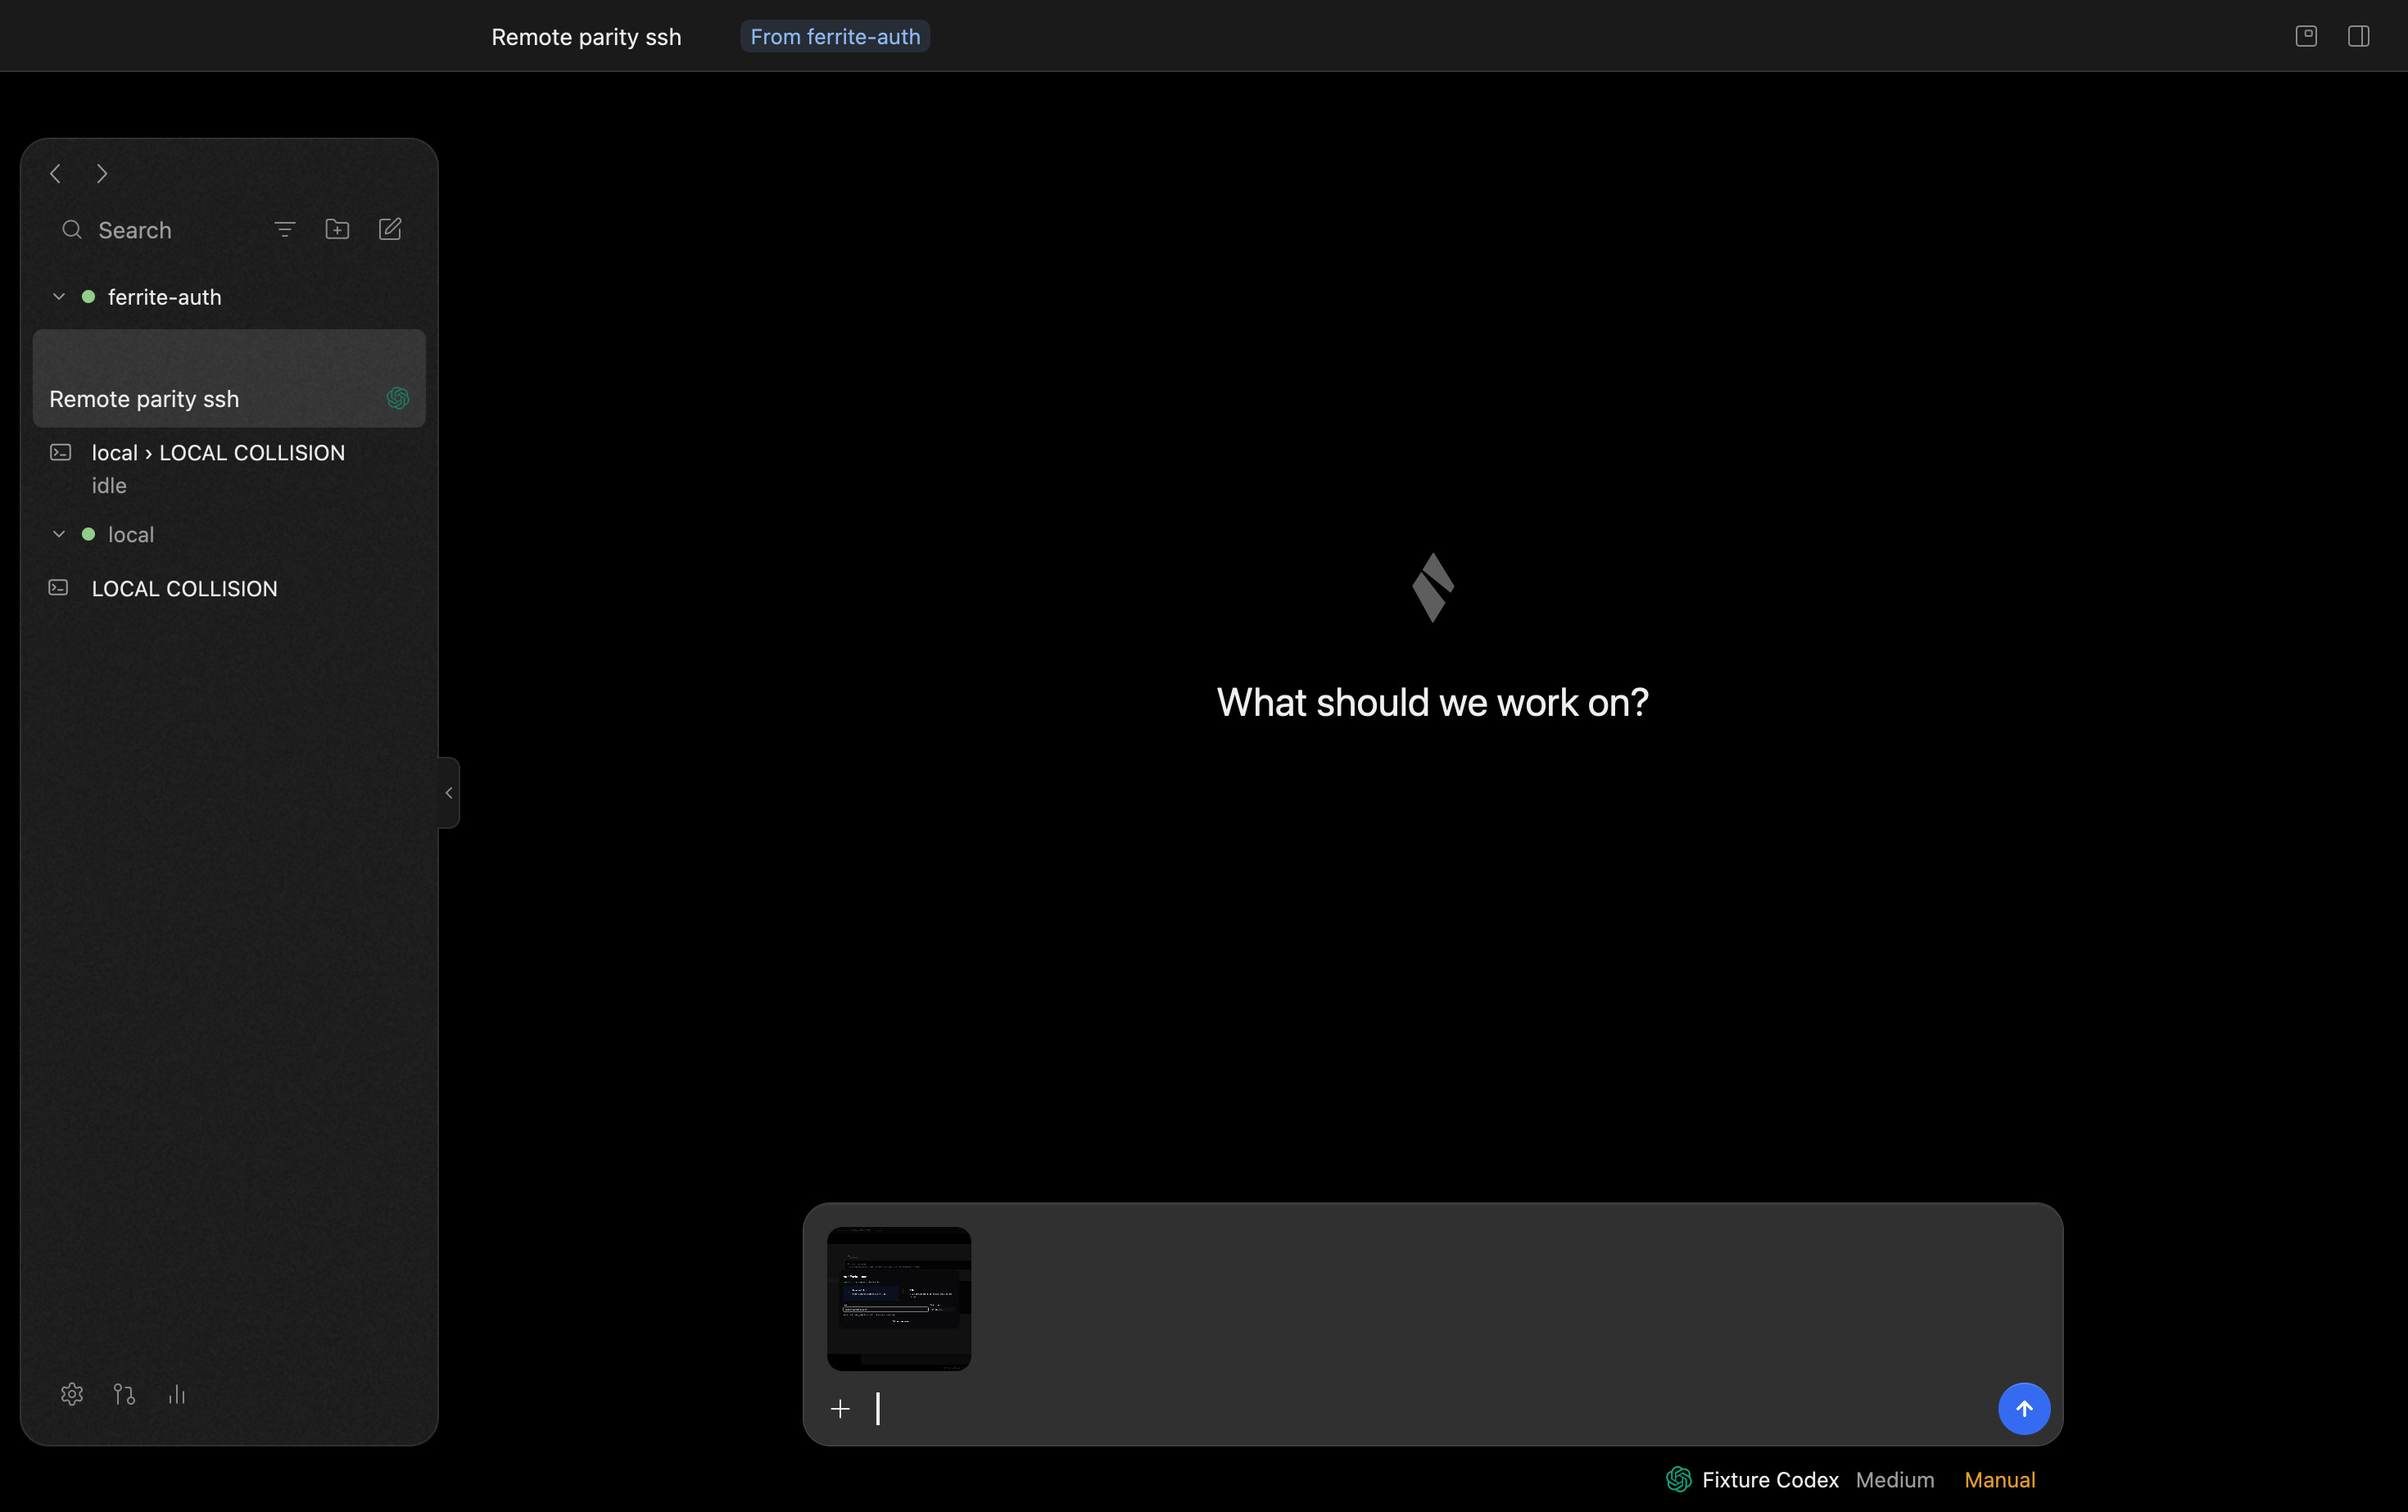 Remote parity ssh
From ferrite-auth
Search
ferrite-auth
Remote parity ssh
local › LOCAL COLLISION
idle
local
LOCAL COLLISION
What should we work on?
Fixture Codex Medium Manual